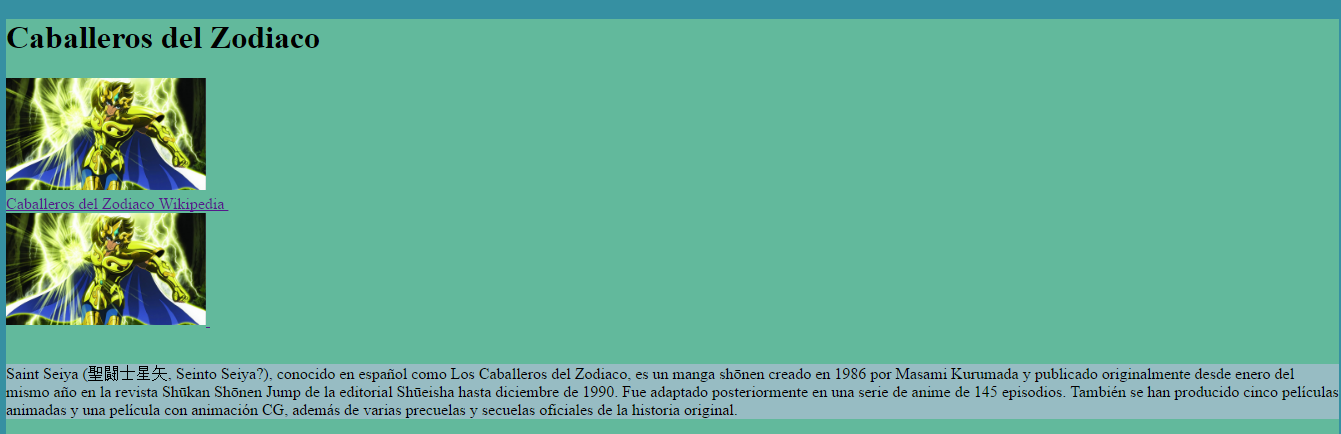 Caballeros del Zodiaco
Caballeros del Zodiaco Wikipedia
Saint Seiya (聖闘士星矢, Seinto Seiya?), conocido en español como Los Caballeros del Zodiaco, es un manga shōnen creado en 1986 por Masami Kurumada y publicado originalmente desde enero del
mismo año en la revista Shūkan Shōnen Jump de la editorial Shūeisha hasta diciembre de 1990. Fue adaptado posteriormente en una serie de anime de 145 episodios. También se han producido cinco películas
animadas y una película con animación CG, además de varias precuelas y secuelas oficiales de la historia original.